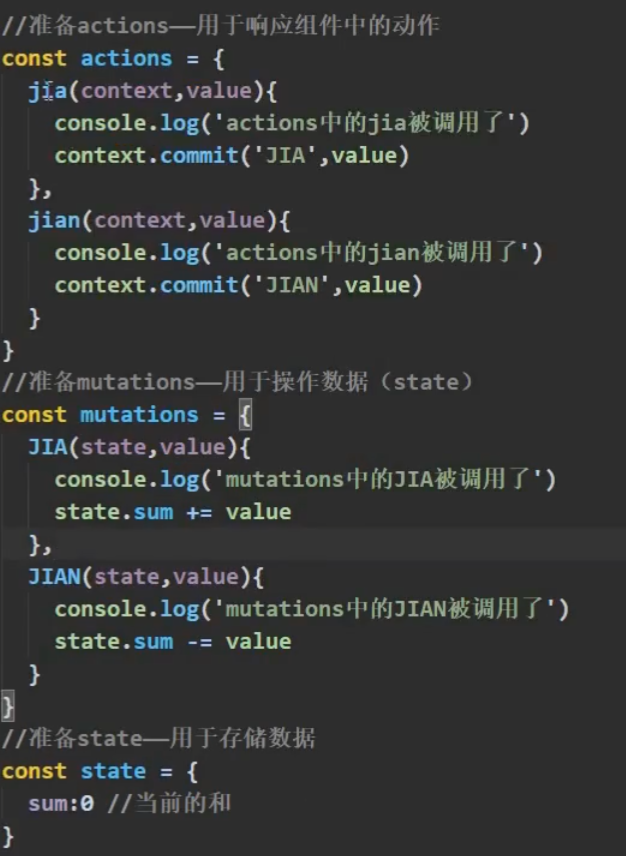 //准备actions——用于响应组件中的动作
const actions = {
  jia(context,value){
    console.log('actions中的jia被调用了')
    context.commit('JIA',value)
  },
  jian(context,value){
    console.log('actions中的jian被调用了')
    context.commit('JIAN',value)
  }
}
//准备mutations——用于操作数据（state）
const mutations = {
  JIA(state,value){
    console.log('mutations中的JIA被调用了')
    state.sum += value
  },
  JIAN(state,value){
    console.log('mutations中的JIAN被调用了')
    state.sum -= value
  }
}
//准备state——用于存储数据
const state = {
  sum:0 //当前的和
}